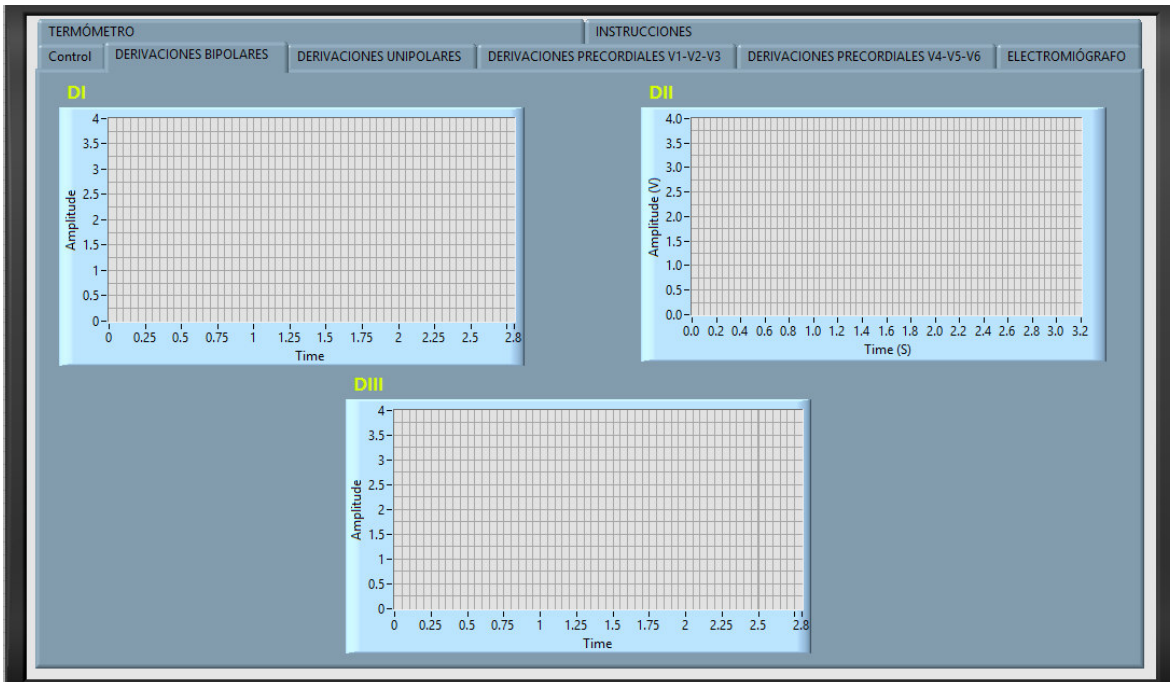 TERMÓMETRO
INSTRUCCIONES
Control
DERIVACIONES BIPOLARES
DERIVACIONES UNIPOLARES
DERIVACIONES PRECORDIALES V1-V2-V3
DERIVACIONES PRECORDIALES V4-V5-V6
ELECTROMIÓGRAFO
DI
Amplitude
4
3.5
3
2.5
2
1.5
1
0.5
0
0 0.25 0.5 0.75 1 1.25 1.5 1.75 2 2.25 2.5 2.8
Time
DII
Amplitude (V)
4.0
3.5
3.0
2.5
2.0
1.5
1.0
0.5
0.0
0.0 0.2 0.4 0.6 0.8 1.0 1.2 1.4 1.6 1.8 2.0 2.2 2.4 2.6 2.8 3.0 3.2
Time (S)
DIII
Amplitude
4
3.5
3
2.5
2
1.5
1
0.5
0
0 0.25 0.5 0.75 1 1.25 1.5 1.75 2 2.25 2.5 2.8
Time